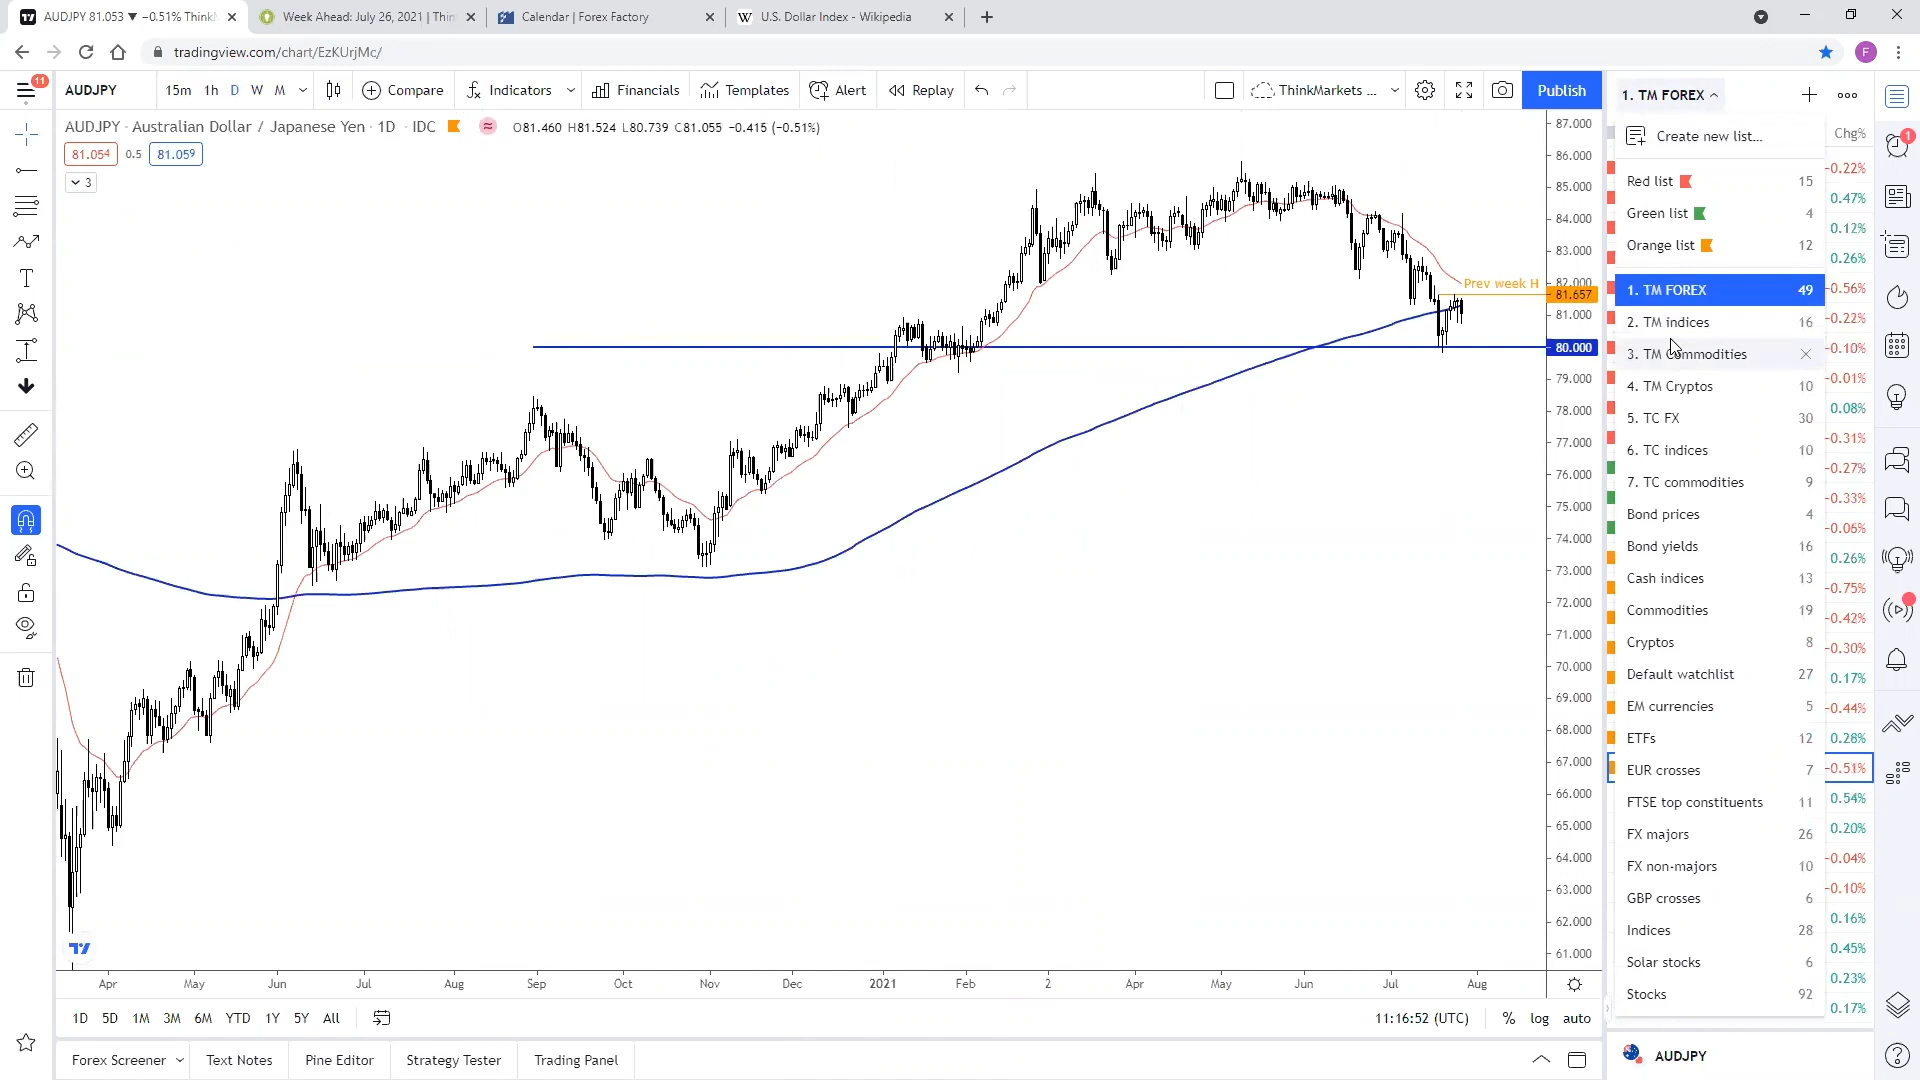 AUDJPY 81.053 ▼ −0.51% Think
Week Ahead: July 26, 2021 | Thin
Calendar | Forex Factory
W U.S. Dollar Index - Wikipedia
tradingview.com/chart/EzKUrjMc/
F
11
AUDJPY
15m 1h D W M
Compare
Indicators
Financials
Templates
Alert
Replay
ThinkMarkets ...
Publish
AUDJPY · Australian Dollar / Japanese Yen · 1D · IDC
O81.460 H81.524 L80.739 C81.055 −0.415 (−0.51%)
81.054 0.5 81.059
3
T
Prev week H
87.000
86.000
85.000
84.000
83.000
82.000
81.657
81.000
80.000
79.000
78.000
77.000
76.000
75.000
74.000
73.000
72.000
71.000
70.000
69.000
68.000
67.000
66.000
65.000
64.000
63.000
62.000
61.000
Apr May Jun Jul Aug Sep Oct Nov Dec 2021 Feb 2 Apr May Jun Jul Aug
1D 5D 1M 3M 6M YTD 1Y 5Y All
11:16:52 (UTC) % log auto
Forex Screener Text Notes Pine Editor Strategy Tester Trading Panel
1. TM FOREX
Create new list...
Chg%
Red list 15
Green list 4
Orange list 12
1. TM FOREX 49
2. TM indices 16
3. TM Commodities
4. TM Cryptos 10
5. TC FX 30
6. TC indices 10
7. TC commodities 9
Bond prices 4
Bond yields 16
Cash indices 13
Commodities 19
Cryptos 8
Default watchlist 27
EM currencies 5
ETFs 12
EUR crosses 7
FTSE top constituents 11
FX majors 26
FX non-majors 10
GBP crosses 6
Indices 28
Solar stocks 6
Stocks 92
−0.22%
0.47%
0.12%
0.26%
−0.56%
−0.22%
−0.10%
−0.01%
0.08%
−0.31%
−0.27%
−0.33%
−0.06%
0.26%
−0.75%
−0.42%
−0.30%
0.17%
−0.44%
0.28%
−0.51%
0.54%
0.20%
−0.04%
−0.10%
0.16%
0.45%
0.23%
0.17%
AUDJPY
1